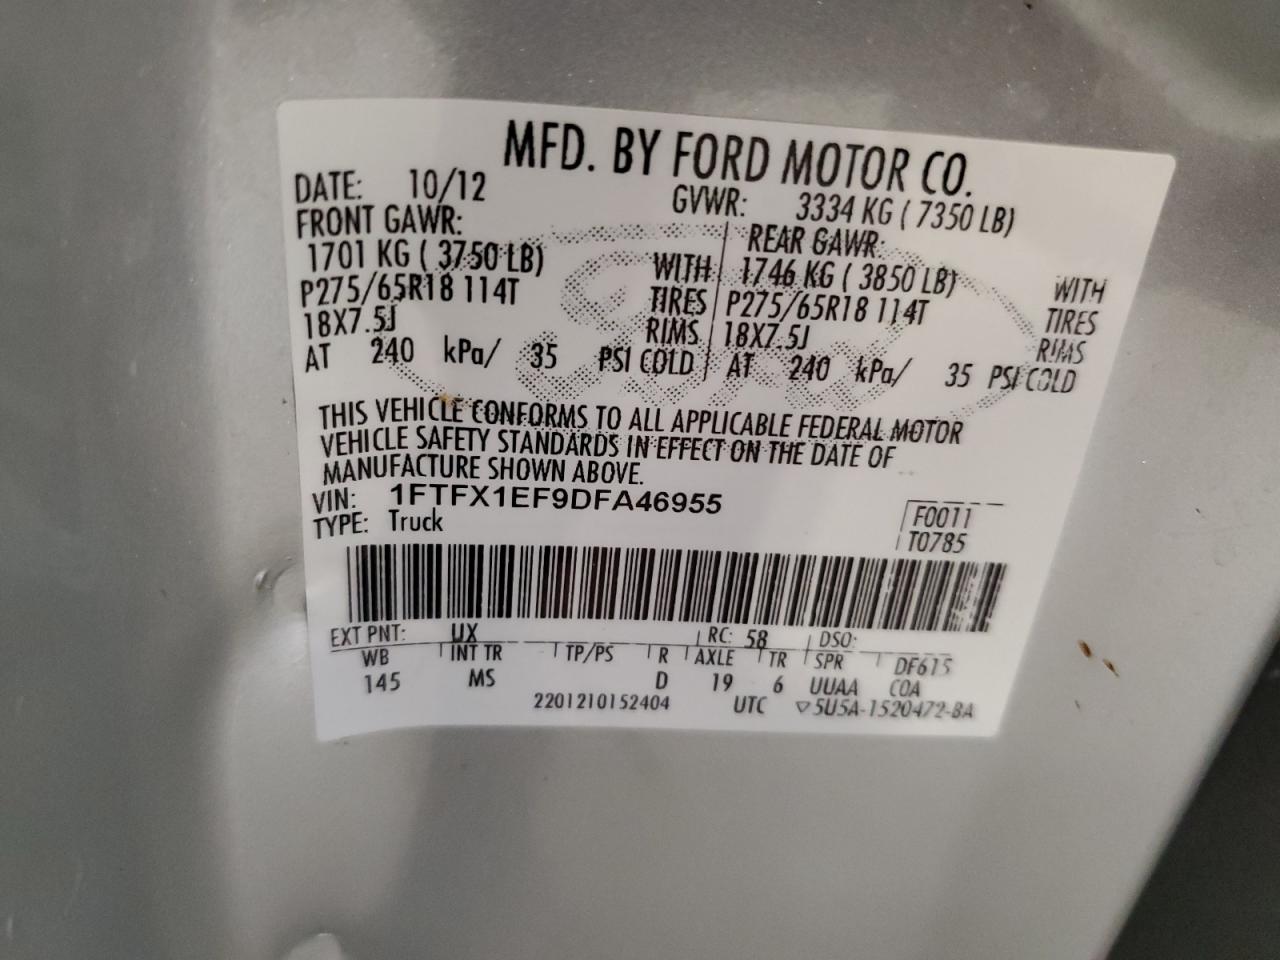 MFD. BY FORD MOTOR CO.
DATE: 10/12 GVWR: 3334 KG ( 7350 LB)
FRONT GAWR: REAR GAWR:
1701 KG ( 3750 LB) WITH 1746 KG ( 3850 LB) WITH
P275/65R18 114T TIRES P275/65R18 114T TIRES
18X7.5J RIMS 18X7.5J RIMS
AT 240 kPa/ 35 PSI COLD AT 240 kPa/ 35 PSI COLD
THIS VEHICLE CONFORMS TO ALL APPLICABLE FEDERAL MOTOR
VEHICLE SAFETY STANDARDS IN EFFECT ON THE DATE OF
MANUFACTURE SHOWN ABOVE.
VIN: 1FTFX1EF9DFA46955
TYPE: Truck
F0011
T0785
EXT PNT: UX RC: 58 DSO:
WB INT TR TP/PS R AXLE TR SPR DF615
145 MS D 19 6 UUAA COA
2201210152404 UTC ▽5U5A-1520472-BA